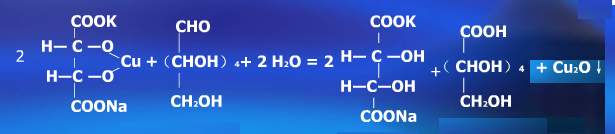 COOK CHO COOK COOH
H—C—O H—C—OH
2 Cu + (CHOH)₄ + 2 H₂O = 2 + (CHOH)₄ + Cu₂O↓
H—C—O H—C—OH
COONa CH₂OH COONa CH₂OH